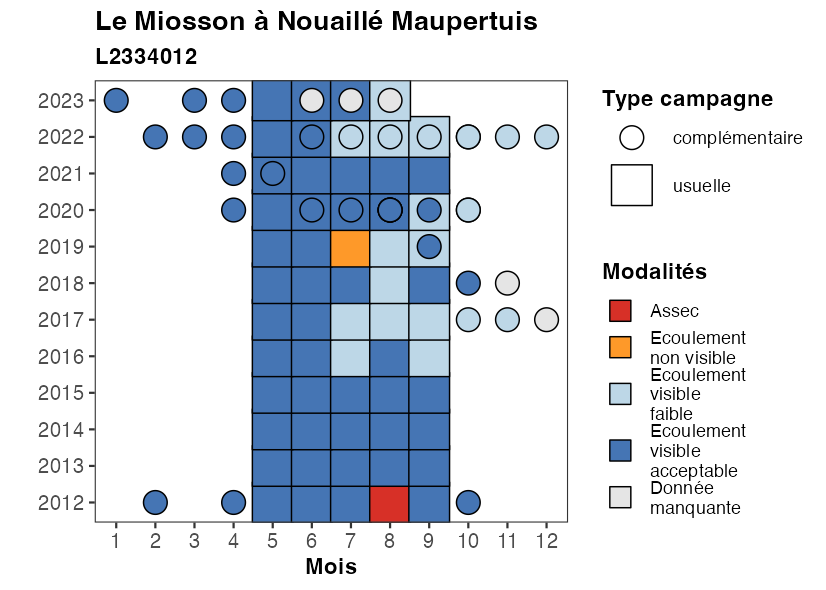 Le Miosson à Nouaillé Maupertuis
L2334012
2023
2022
2021
2020
2019
2018
2017
2016
2015
2014
2013
2012
1 2 3 4 5 6 7 8 9 10 11 12
Mois
Type campagne
complémentaire
usuelle
Modalités
Assec
Ecoulement
non visible
Ecoulement
visible
faible
Ecoulement
visible
acceptable
Donnée
manquante